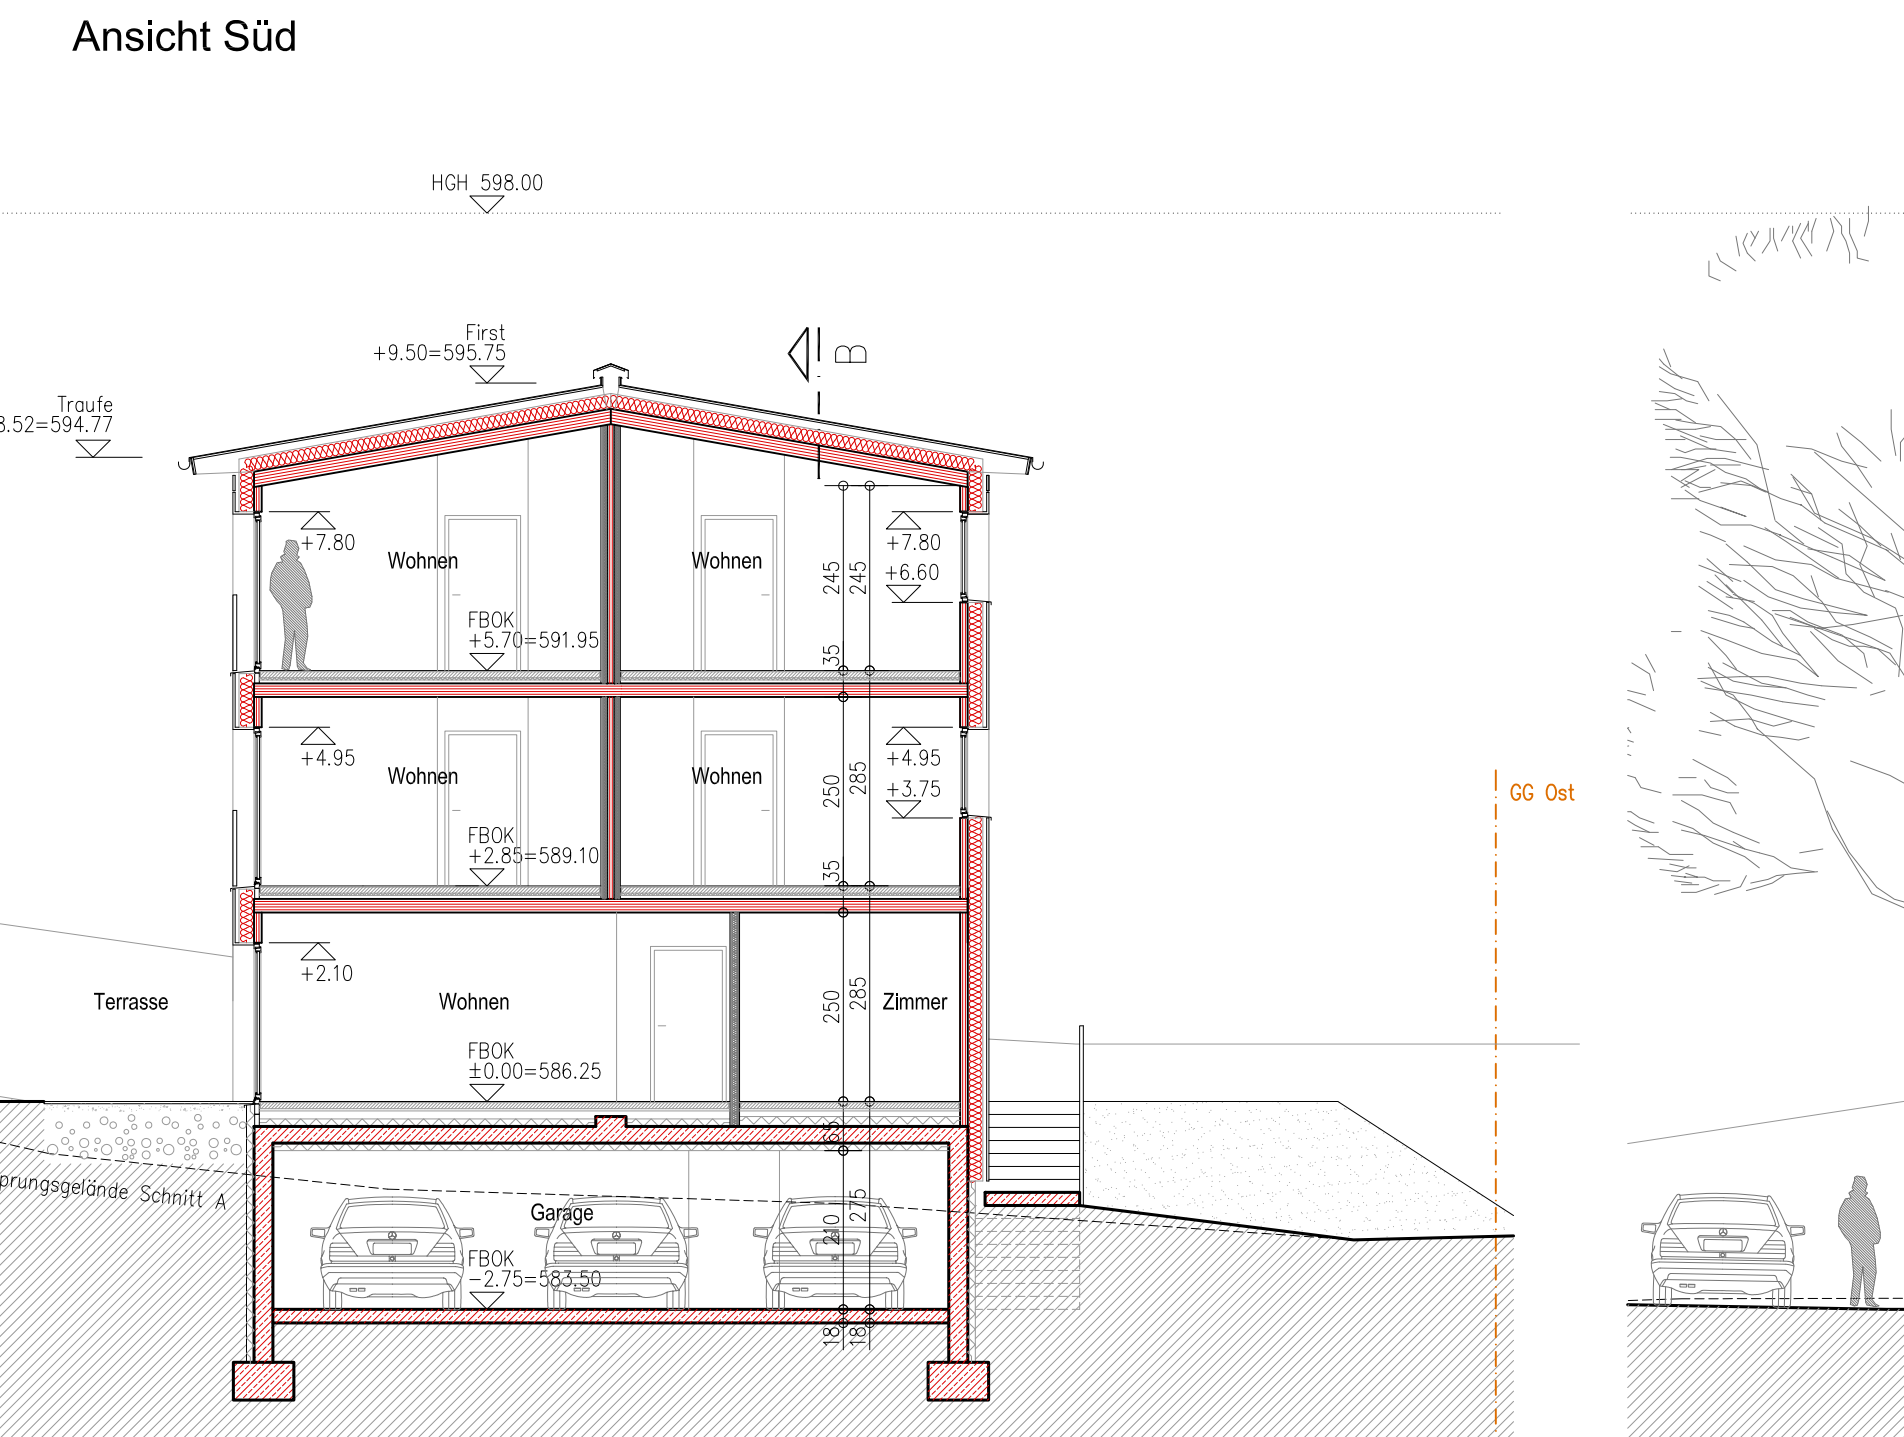 Ansicht Süd
HGH 598.00
First
+9.50=595.75
B
Traufe
8.52=594.77
+7.80
Wohnen
Wohnen
+7.80
+6.60
245
245
FBOK
+5.70=591.95
35
+4.95
Wohnen
Wohnen
+4.95
+3.75
250
285
GG Ost
FBOK
+2.85=589.10
35
+2.10
Terrasse
Wohnen
250
285
Zimmer
FBOK
±0.00=586.25
65
prungsgelände Schnitt A
Garage
210
275
FBOK
-2.75=583.50
18
18